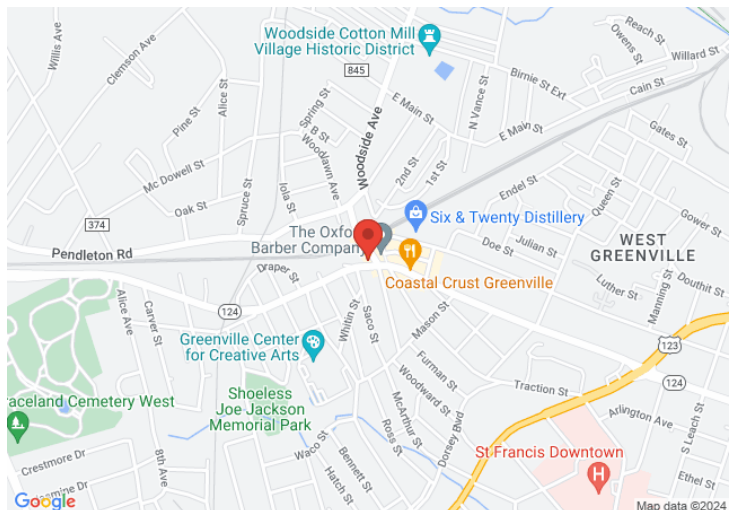 Woodside Cotton Mill
Village Historic District
Willis Ave
Clemson Ave
845
Reach St
Owens St
Willard St
Birnie St Ext
Cain St
Alice St
Spring St
E Main St
N Vance St
E Main St
Pine St
B St
Woodside Ave
Gates St
Woodlawn Ave
2nd St
1st St
Mc Dowell St
Iola St
Spruce St
Endel St
Queen St
Oak St
374
Gower St
Six & Twenty Distillery
The Oxford
Barber Company
Julian St
Doe St
WEST
GREENVILLE
Pendleton Rd
Draper St
Coastal Crust Greenville
Luther St
Manning St
Douthit St
Alice Ave
Carver St
124
Whitin St
Saco St
Mason St
Greenville Center
for Creative Arts
123
Furman St
124
Traction St
Woodward St
Shoeless
Joe Jackson
Memorial Park
raceland Cemetery West
McArthur St
Dorsey Blvd
Arlington Ave
S Leach St
Ross St
Waco St
St Francis Downtown
H
Crestmore Dr
8th Ave
Bennett St
Hatch St
Ethel St
smine Dr
Google
Map data ©2024